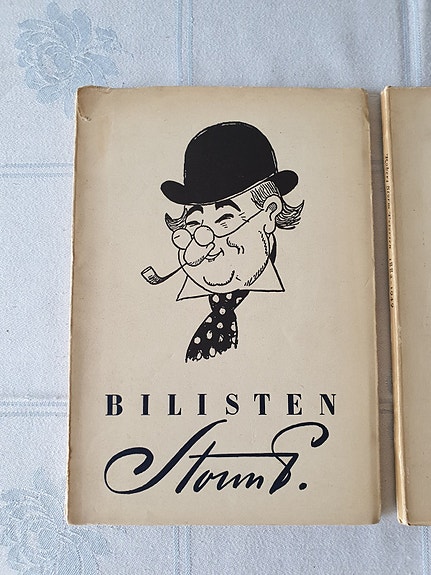 BILISTEN
Storm P.